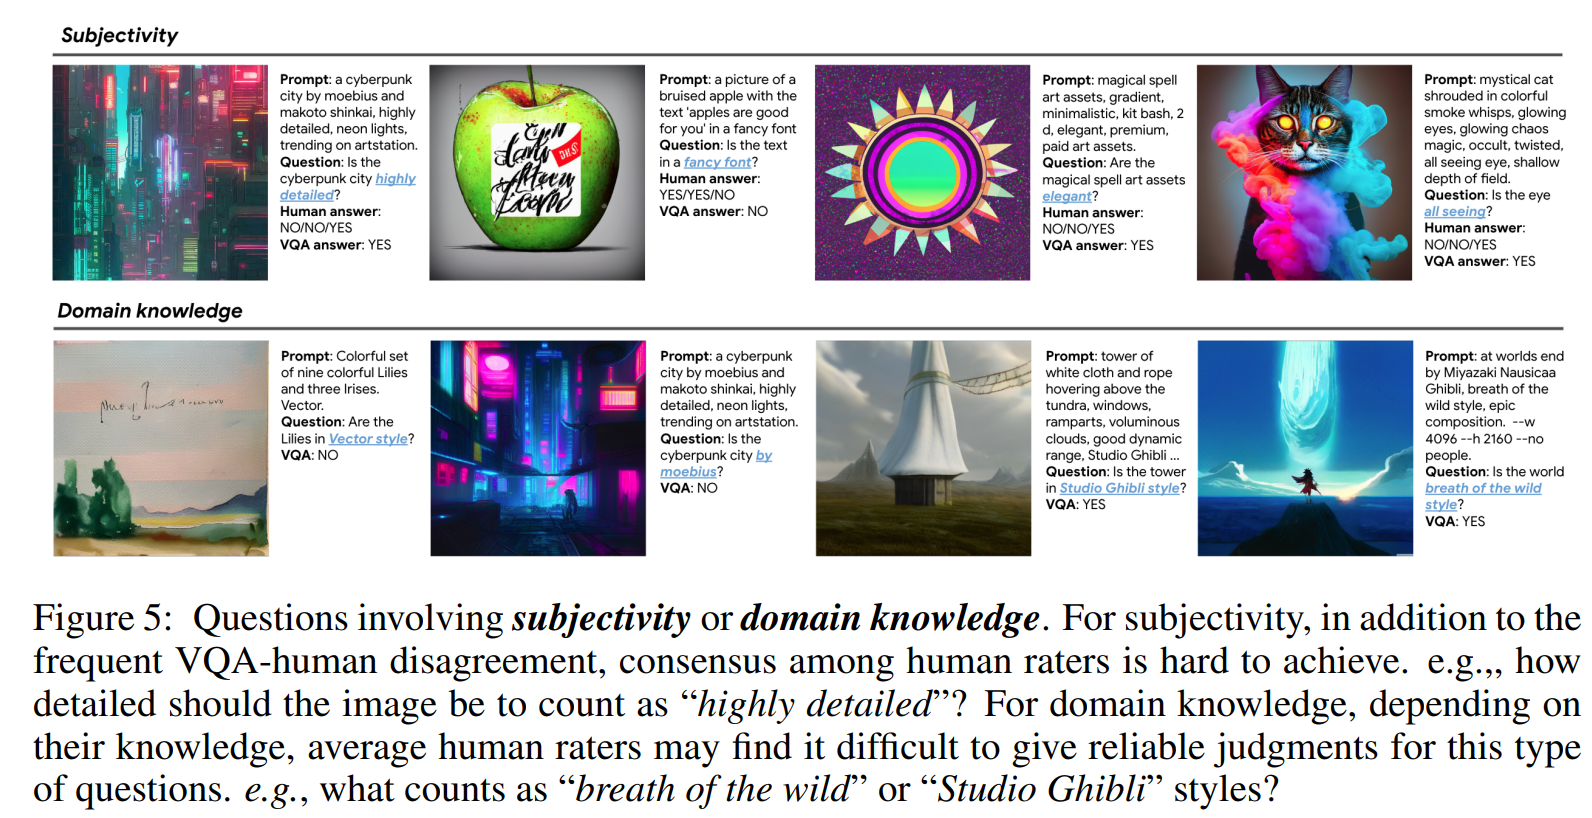 Subjectivity
Prompt: a cyberpunk
city by moebius and
makoto shinkai, highly
detailed, neon lights,
trending on artstation.
Question: Is the
cyberpunk city highly
detailed?
Human answer:
NO/NO/YES
VQA answer: YES
Prompt: a picture of a
bruised apple with the
text 'apples are good
for you' in a fancy font
Question: Is the text
in a fancy font?
Human answer:
YES/YES/NO
VQA answer: NO
Prompt: magical spell
art assets, gradient,
minimalistic, kit bash, 2
d, elegant, premium,
paid art assets.
Question: Are the
magical spell art assets
elegant?
Human answer:
NO/NO/YES
VQA answer: YES
Prompt: mystical cat
shrouded in colorful
smoke whisps, glowing
eyes, glowing chaos
magic, occult, twisted,
all seeing eye, shallow
depth of field.
Question: Is the eye
all seeing?
Human answer:
NO/NO/YES
VQA answer: YES
Domain knowledge
Prompt: Colorful set
of nine colorful Lilies
and three Irises.
Vector.
Question: Are the
Lilies in Vector style?
VQA: NO
Prompt: a cyberpunk
city by moebius and
makoto shinkai, highly
detailed, neon lights,
trending on artstation.
Question: Is the
cyberpunk city by
moebius?
VQA: NO
Prompt: tower of
white cloth and rope
hovering above the
tundra, windows,
ramparts, voluminous
clouds, good dynamic
range, Studio Ghibli ...
Question: Is the tower
in Studio Ghibli style?
VQA: YES
Prompt: at worlds end
by Miyazaki Nausicaa
Ghibli, breath of the
wild style, epic
composition. --w
4096 --h 2160 --no
people.
Question: Is the world
breath of the wild
style?
VQA: YES
Figure 5: Questions involving subjectivity or domain knowledge. For subjectivity, in addition to the
frequent VQA-human disagreement, consensus among human raters is hard to achieve. e.g.,, how
detailed should the image be to count as “highly detailed”? For domain knowledge, depending on
their knowledge, average human raters may find it difficult to give reliable judgments for this type
of questions. e.g., what counts as “breath of the wild” or “Studio Ghibli” styles?